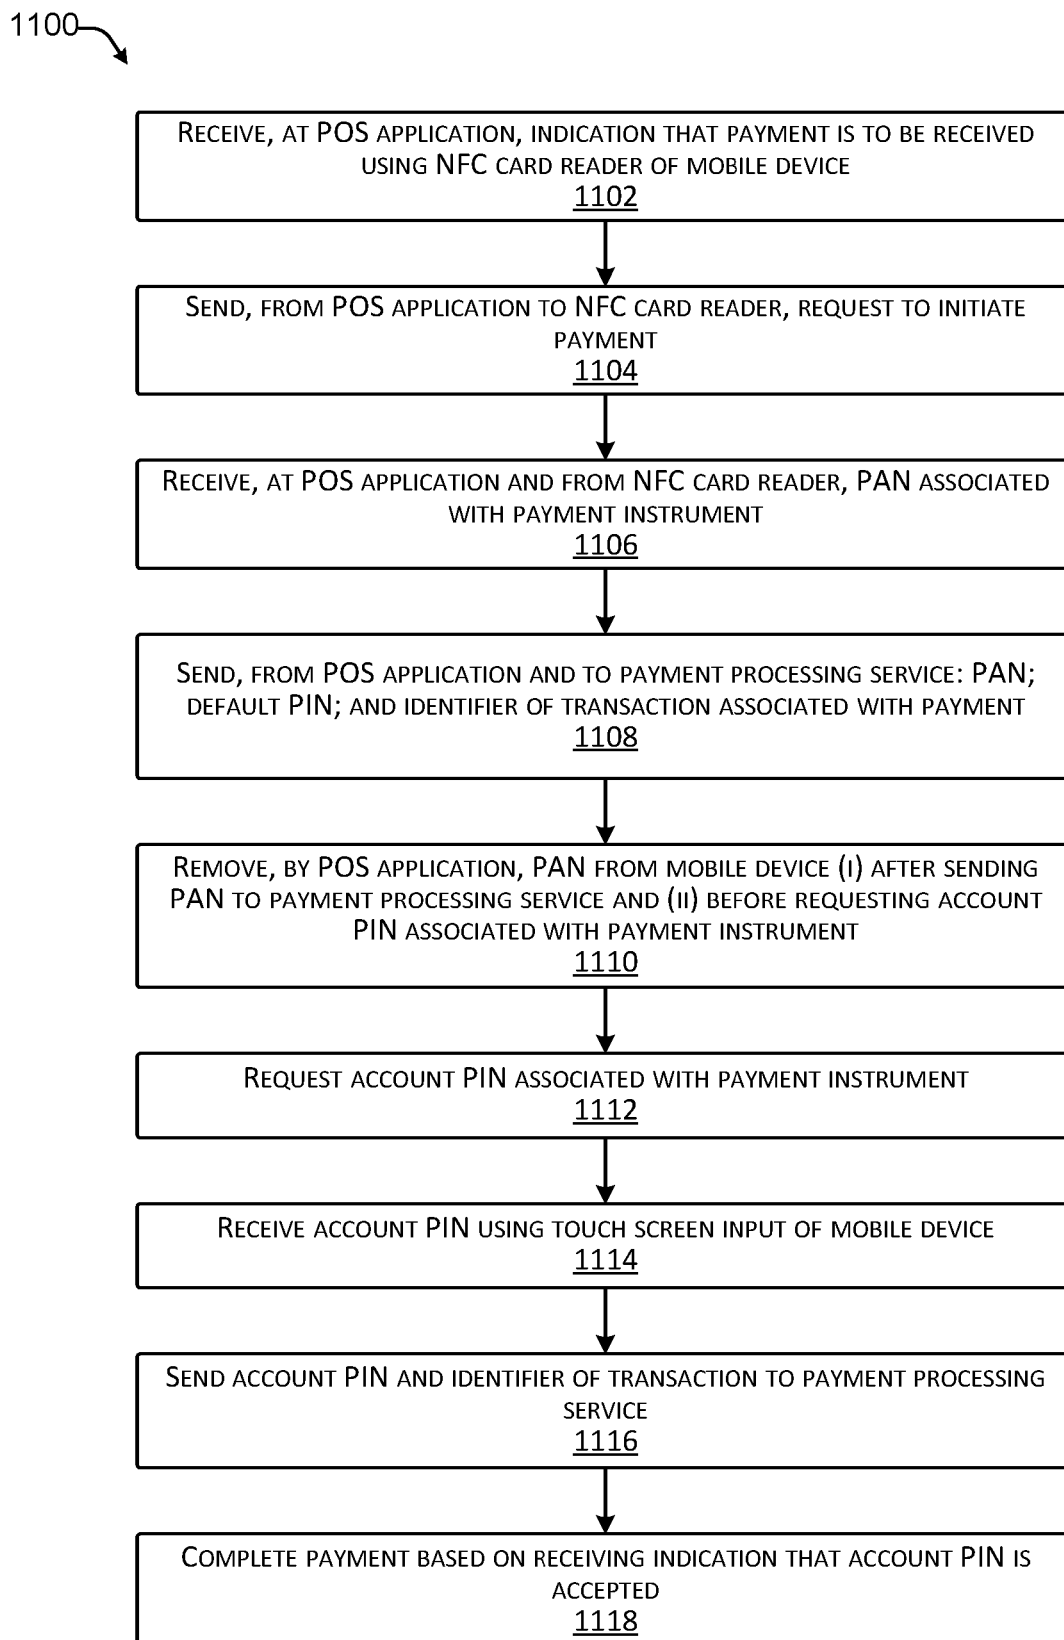 1100
RECEIVE, AT POS APPLICATION, INDICATION THAT PAYMENT IS TO BE RECEIVED
USING NFC CARD READER OF MOBILE DEVICE
1102
SEND, FROM POS APPLICATION TO NFC CARD READER, REQUEST TO INITIATE
PAYMENT
1104
RECEIVE, AT POS APPLICATION AND FROM NFC CARD READER, PAN ASSOCIATED
WITH PAYMENT INSTRUMENT
1106
SEND, FROM POS APPLICATION AND TO PAYMENT PROCESSING SERVICE: PAN;
DEFAULT PIN; AND IDENTIFIER OF TRANSACTION ASSOCIATED WITH PAYMENT
1108
REMOVE, BY POS APPLICATION, PAN FROM MOBILE DEVICE (I) AFTER SENDING
PAN TO PAYMENT PROCESSING SERVICE AND (II) BEFORE REQUESTING ACCOUNT
PIN ASSOCIATED WITH PAYMENT INSTRUMENT
1110
REQUEST ACCOUNT PIN ASSOCIATED WITH PAYMENT INSTRUMENT
1112
RECEIVE ACCOUNT PIN USING TOUCH SCREEN INPUT OF MOBILE DEVICE
1114
SEND ACCOUNT PIN AND IDENTIFIER OF TRANSACTION TO PAYMENT PROCESSING
SERVICE
1116
COMPLETE PAYMENT BASED ON RECEIVING INDICATION THAT ACCOUNT PIN IS
ACCEPTED
1118